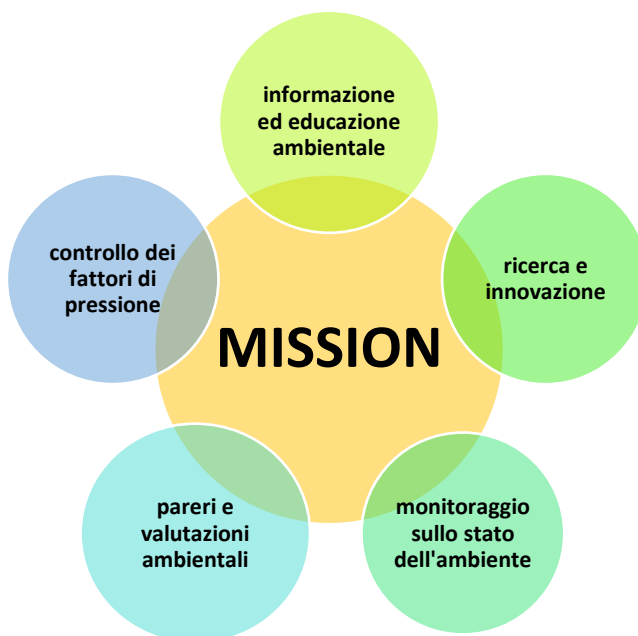 informazione
ed educazione
ambientale
controllo dei
fattori di
pressione
ricerca e
innovazione
MISSION
pareri e
valutazioni
ambientali
monitoraggio
sullo stato
dell'ambiente